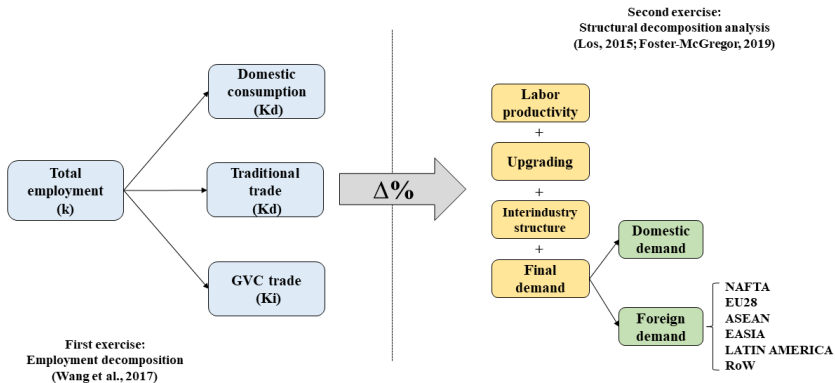 Second exercise:
Structural decomposition analysis
(Los, 2015; Foster-McGregor, 2019)
Domestic
consumption
(Kd)
Total
employment
(k)
Traditional
trade
(Kd)
GVC trade
(Ki)
First exercise:
Employment decomposition
(Wang et al., 2017)
Δ%
Labor
productivity
+
Upgrading
+
Interindustry
structure
+
Final
demand
Domestic
demand
Foreign
demand
NAFTA
EU28
ASEAN
EASIA
LATIN AMERICA
RoW